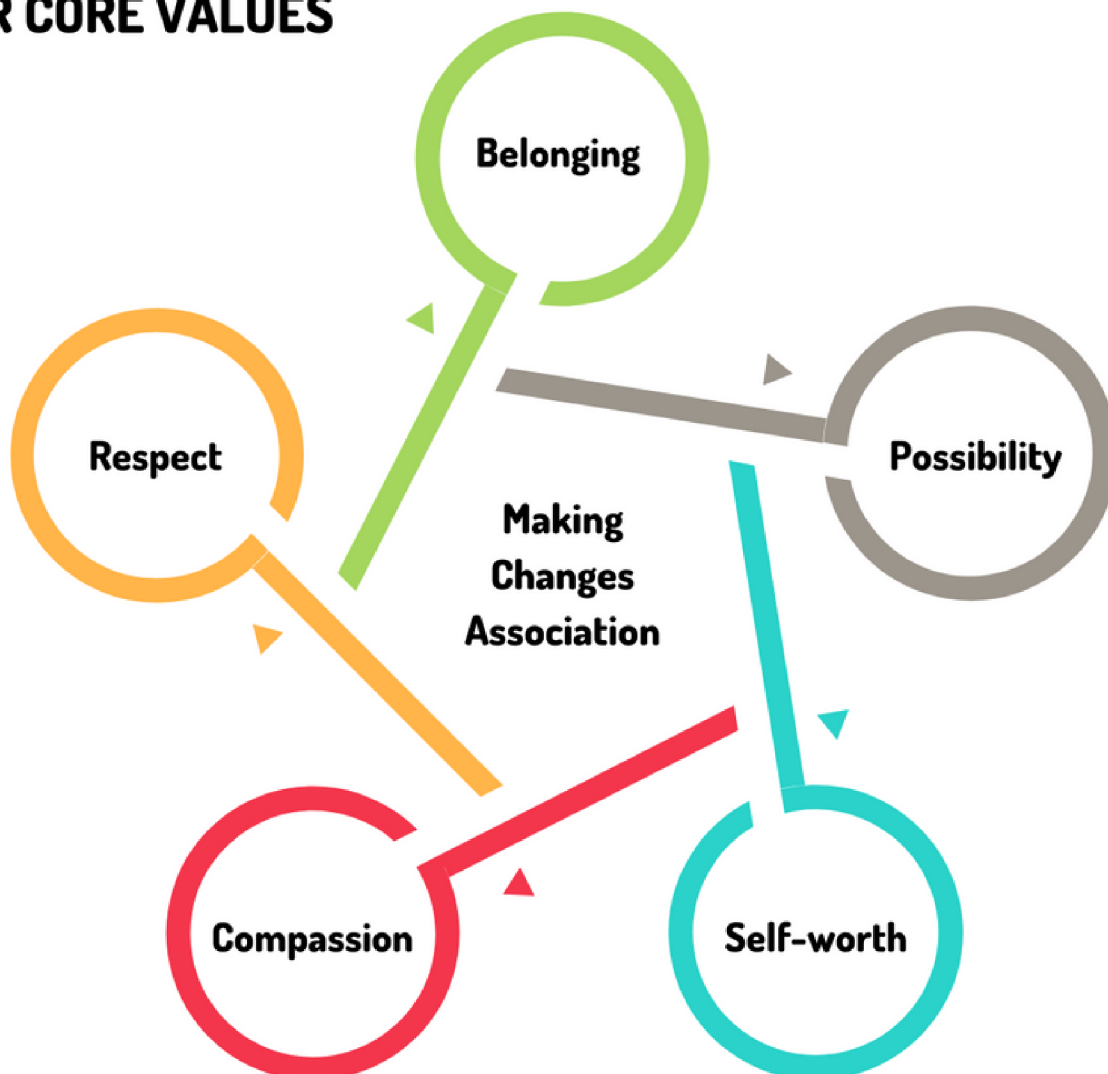 R CORE VALUES
Belonging
Respect
Possibility
Making
Changes
Association
Compassion
Self-worth